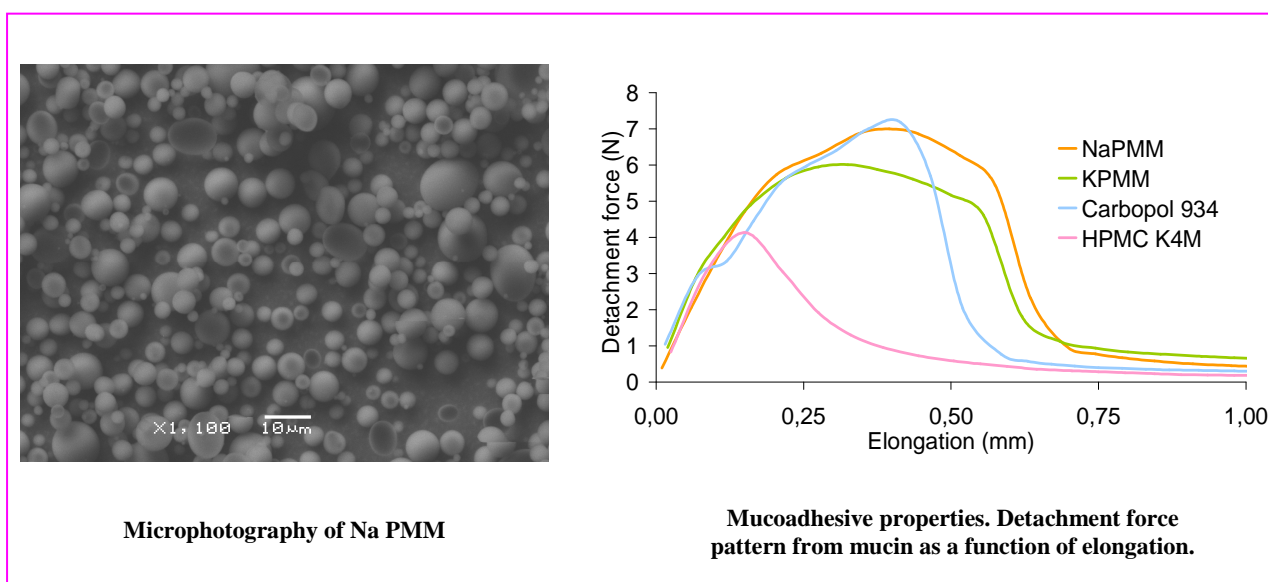 X1,100 10µm
Microphotography of Na PMM
8
7
6
5
4
3
2
1
0
Detachment force (N)
0,00 0,25 0,50 0,75 1,00
Elongation (mm)
NaPMM
KPMM
Carbopol 934
HPMC K4M
Mucoadhesive properties. Detachment force
pattern from mucin as a function of elongation.